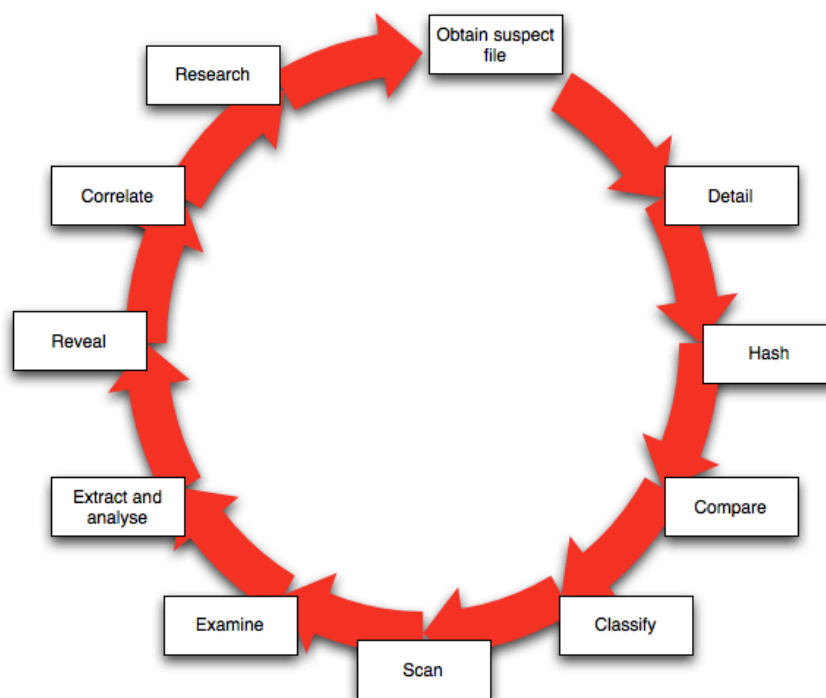 Obtain suspect
file
Detail
Hash
Compare
Classify
Scan
Examine
Extract and
analyse
Reveal
Correlate
Research